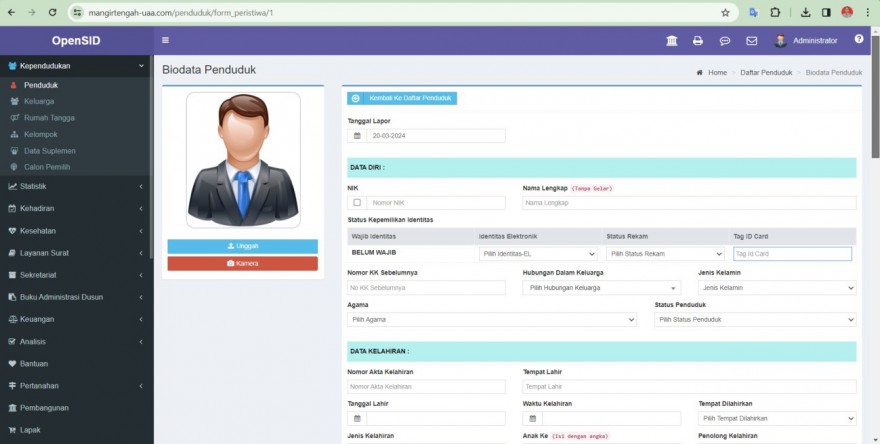 mangirtengah-uaa.com/penduduk/form_peristiwa/1
OpenSID
Administrator
Kependudukan
Penduduk
Keluarga
Rumah Tangga
Kelompok
Data Suplemen
Calon Pemilih
Statistik
Kehadiran
Kesehatan
Layanan Surat
Sekretariat
Buku Administrasi Dusun
Keuangan
Analisis
Bantuan
Pertanahan
Pembangunan
Lapak
Biodata Penduduk
Home > Daftar Penduduk > Biodata Penduduk
Unggah
Kamera
Kembali Ke Daftar Penduduk
Tanggal Lapor
20-03-2024
DATA DIRI :
NIK Nama Lengkap (Tanpa Gelar)
Nomor NIK Nama Lengkap
Status Kepemilikan Identitas
Wajib Identitas Identitas Elektronik Status Rekam Tag ID Card
BELUM WAJIB Pilih Identitas-EL Pilih Status Rekam Tag Id Card
Nomor KK Sebelumnya Hubungan Dalam Keluarga Jenis Kelamin
No KK Sebelumnya Pilih Hubungan Keluarga Jenis Kelamin
Agama Status Penduduk
Pilih Agama Pilih Status Penduduk
DATA KELAHIRAN :
Nomor Akta Kelahiran Tempat Lahir
Nomor Akta Kelahiran Tempat Lahir
Tanggal Lahir Waktu Kelahiran Tempat Dilahirkan
Pilih Tempat Dilahirkan
Jenis Kelahiran Anak Ke (Isi dengan angka) Penolong Kelahiran